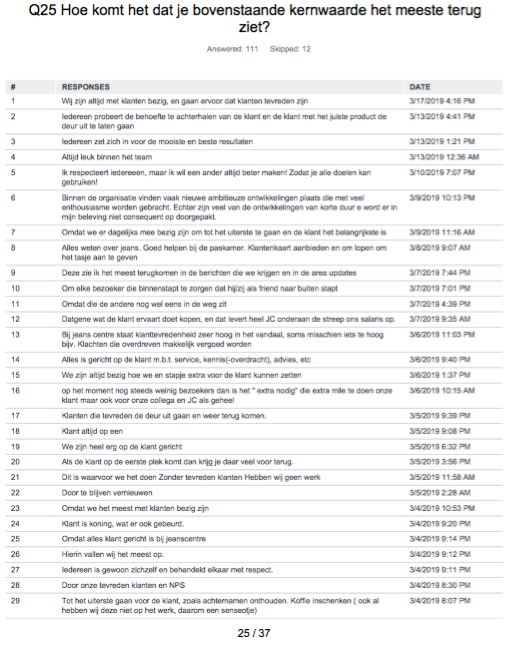 Q25 Hoe komt het dat je bovenstaande kernwaarde het meeste terug
ziet?
Answered: 111 Skipped: 12
# RESPONSES DATE
1 Wij zijn altijd met klanten bezig, en gaan ervoor dat klanten tevreden zijn 3/17/2019 4:16 PM
2 Iedereen probeert de behoefte te achterhalen van de klant en de klant met het juiste product de 3/13/2019 4:41 PM
deur uit te laten gaan
3 Iedereen zet zich in voor de mooiste en beste resultaten 3/13/2019 1:21 PM
4 Altijd leuk binnen het team 3/13/2019 12:36 AM
5 Ik respecteert iedereeen, maar ik wil een ander altijd beter maken! Zodat je alle doelen kan 3/10/2019 7:07 PM
gebruiken!
6 Binnen de organisatie vinden vaak nieuwe ambitieuze ontwikkelingen plaats die met veel 3/9/2019 10:13 PM
enthousiasme worden gebracht. Echter zijn veel van de ontwikkelingen van korte duur e word er in
mijn beleving niet consequent op doorgepakt.
7 Omdat we er dagelijks mee bezig zijn om tot het uiterste te gaan en de klant het belangrijkste is 3/9/2019 11:16 AM
8 Alles weten over jeans. Goed helpen bij de paskamer. Klantenkaart aanbieden en om lopen om 3/8/2019 9:07 AM
het tasje aan te geven
9 Deze zie ik het meest terugkomen in de berichten die we krijgen en in de area updates 3/7/2019 7:44 PM
10 Om elke bezoeker die binnenstapt te zorgen dat hij/zij als friend naar buiten stapt 3/7/2019 7:01 PM
11 Omdat die de andere nog wel eens in de weg zit 3/7/2019 4:39 PM
12 Datgene wat de klant ervaart doet kopen, en dat levert heel JC onderaan de streep ons salaris op. 3/7/2019 9:35 AM
13 Bij jeans centre staat klanttevredenheid zeer hoog in het vandaal, soms misschien iets te hoog 3/6/2019 11:03 PM
bijv. Klachten die overdreven makkelijk vergoed worden
14 Alles is gericht op de klant m.b.t. service, kennis(-overdracht), advies, etc 3/6/2019 9:40 PM
15 We zijn altijd bezig hoe we en stapje extra voor de klant kunnen zetten 3/6/2019 1:37 PM
16 op het moment nog steeds weinig bezoekers dan is het " extra nodig" die extra mile te doen onze 3/6/2019 10:15 AM
klant maar ook voor onze collega en JC als geheel
17 Klanten die tevreden de deur uit gaan en weer terug komen. 3/5/2019 9:39 PM
18 Klant altijd op een 3/5/2019 9:08 PM
19 We zijn heel erg op de klant gericht 3/5/2019 6:32 PM
20 Als de klant op de eerste plek komt dan krijg je daar veel voor terug. 3/5/2019 3:56 PM
21 Dit is waarvoor we het doen Zonder tevreden klanten Hebben wij geen werk 3/5/2019 11:58 AM
22 Door te blijven vernieuwen 3/5/2019 2:28 AM
23 Omdat we het meest met klanten bezig zijn 3/4/2019 10:53 PM
24 Klant is koning, wat er ook gebeurd. 3/4/2019 9:20 PM
25 Omdat alles klant gericht is bij jeanscentre 3/4/2019 9:14 PM
26 Hierin vallen wij het meest op. 3/4/2019 9:12 PM
27 Iedereen is gewoon zichzelf en behandeld elkaar met respect. 3/4/2019 9:11 PM
28 Door onze tevreden klanten en NPS 3/4/2019 8:30 PM
29 Tot het uiterste gaan voor de klant, zoals achternamen onthouden. Koffie inschenken ( ook al 3/4/2019 8:07 PM
hebben wij deze niet op het werk, daarom een senseotje)
25 / 37